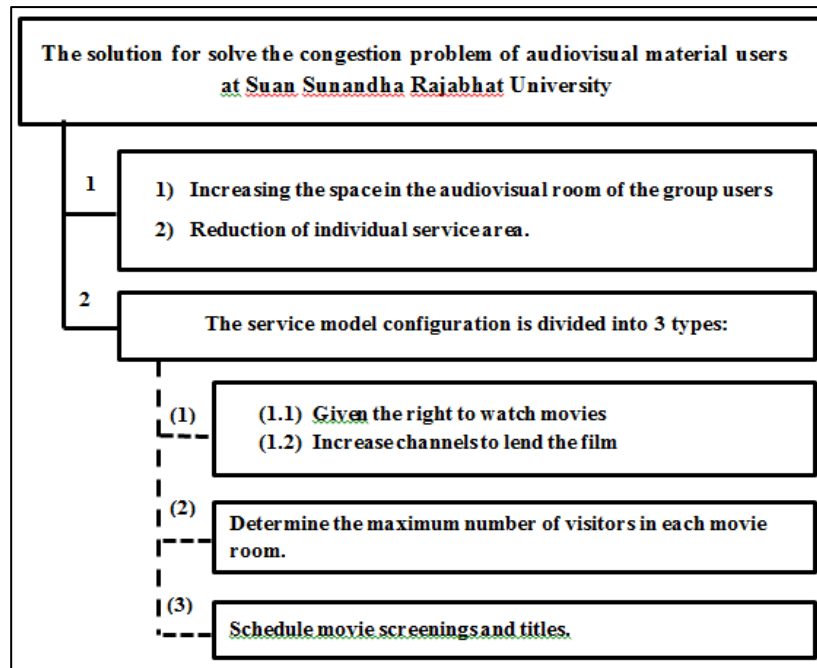 The solution for solve the congestion problem of audiovisual material users
at Suan Sunandha Rajabhat University
1
1) Increasing the space in the audiovisual room of the group users
2) Reduction of individual service area.
2
The service model configuration is divided into 3 types:
(1)
(1.1) Given the right to watch movies
(1.2) Increase channels to lend the film
(2)
Determine the maximum number of visitors in each movie
room.
(3)
Schedule movie screenings and titles.